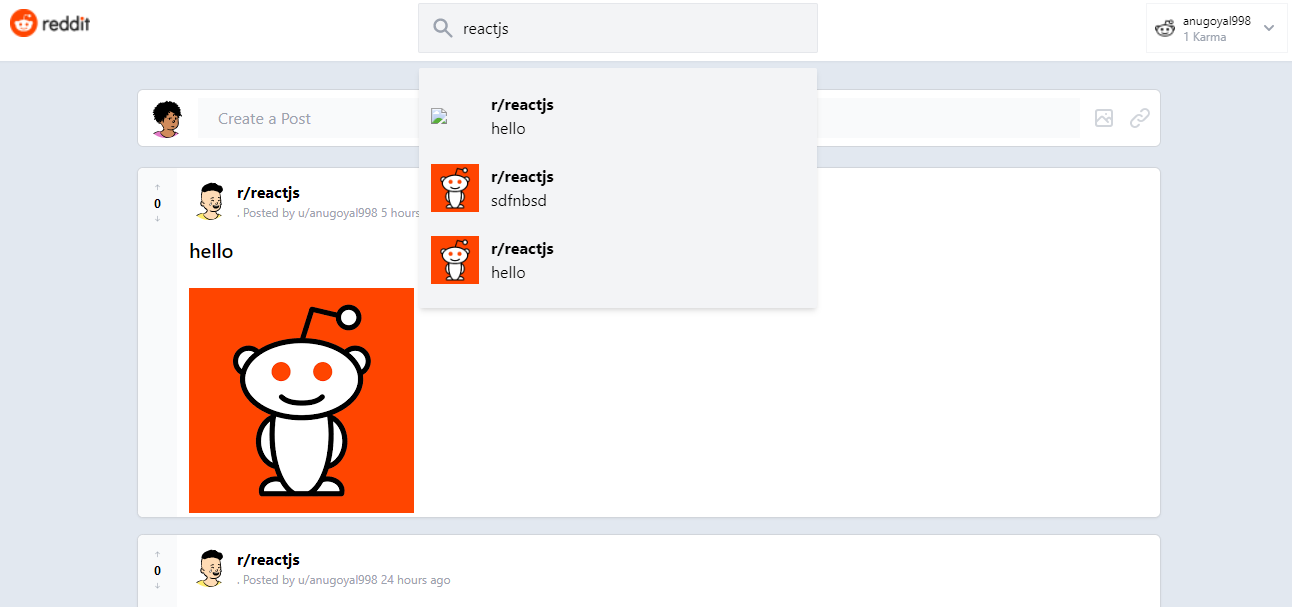 reddit
reactjs
anugoyal998
1 Karma
r/reactjs
hello
r/reactjs
sdfnbsd
r/reactjs
hello
Create a Post
0
r/reactjs
. Posted by u/anugoyal998 5 hours
hello
0
r/reactjs
. Posted by u/anugoyal998 24 hours ago